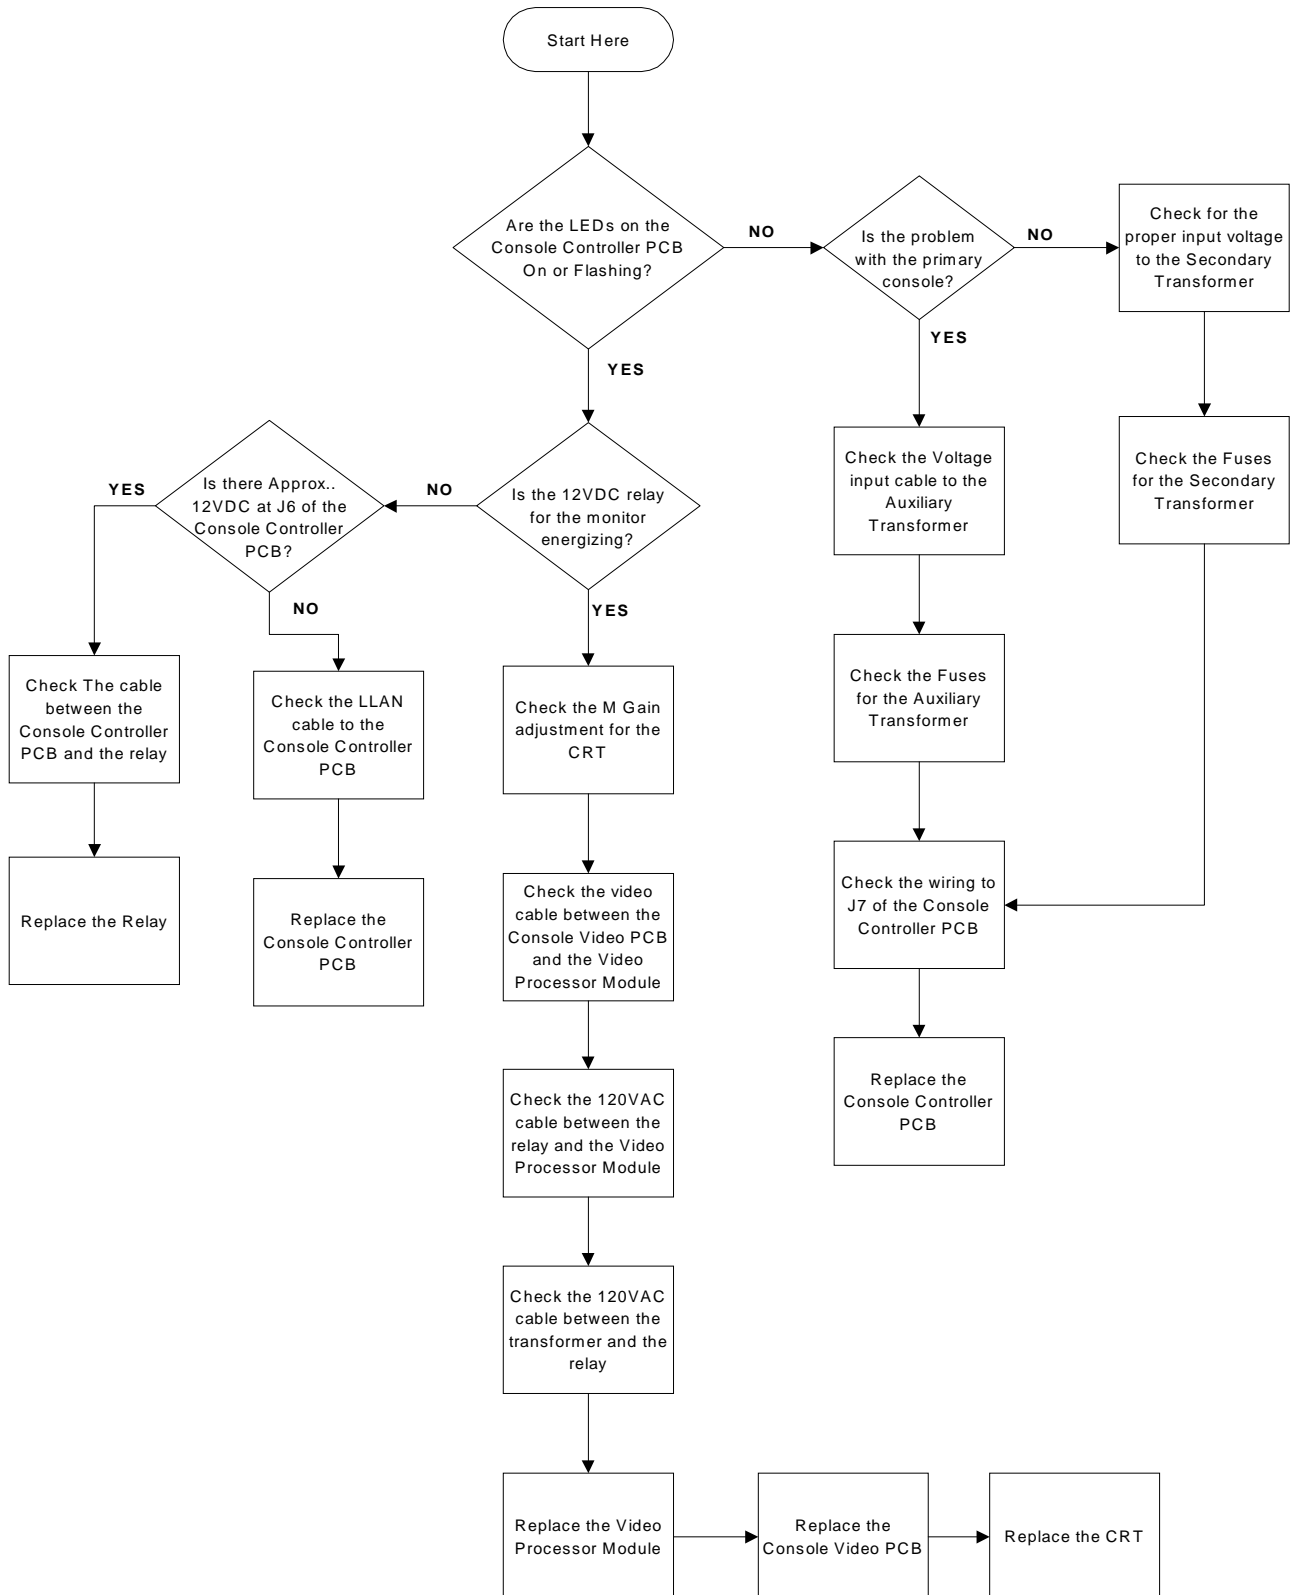 Start Here
Are the LEDs on the
Console Controller PCB
On or Flashing?
NO
Is the problem
with the primary
console?
NO
Check for the
proper input voltage
to the Secondary
Transformer
YES
YES
Check the Fuses
for the Secondary
Transformer
Is there Approx..
12VDC at J6 of the
Console Controller
PCB?
YES
NO
Is the 12VDC relay
for the monitor
energizing?
Check the Voltage
input cable to the
Auxiliary
Transformer
NO
YES
Check The cable
between the
Console Controller
PCB and the relay
Check the LLAN
cable to the
Console Controller
PCB
Check the M Gain
adjustment for the
CRT
Check the Fuses
for the Auxiliary
Transformer
Replace the Relay
Replace the
Console Controller
PCB
Check the video
cable between the
Console Video PCB
and the Video
Processor Module
Check the wiring to
J7 of the Console
Controller PCB
Check the 120VAC
cable between the
relay and the Video
Processor Module
Replace the
Console Controller
PCB
Check the 120VAC
cable between the
transformer and the
relay
Replace the Video
Processor Module
Replace the
Console Video PCB
Replace the CRT